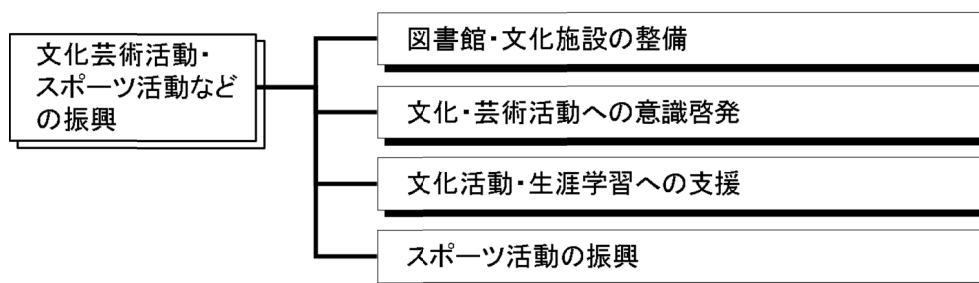 文化芸術活動・
スポーツ活動など
の振興
図書館・文化施設の整備
文化・芸術活動への意識啓発
文化活動・生涯学習への支援
スポーツ活動の振興